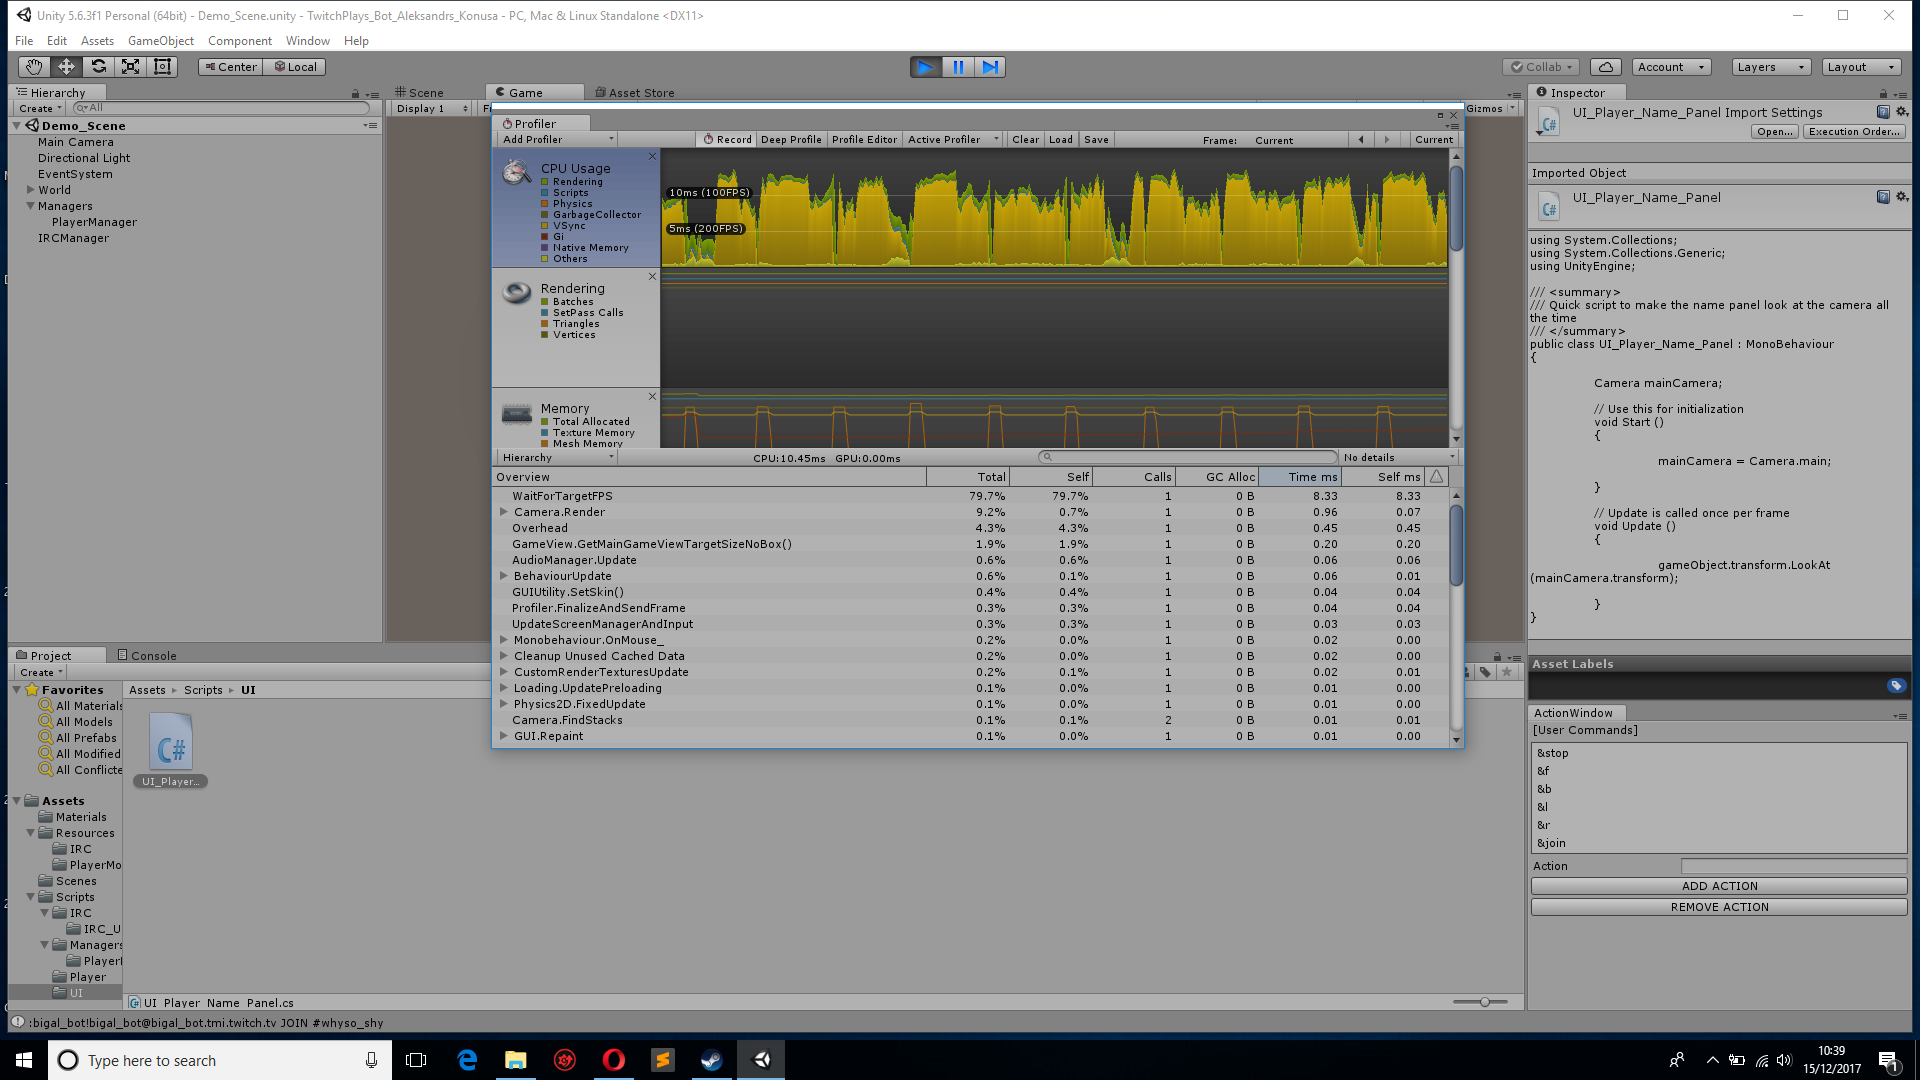 Unity 5.6.3f1 Personal (64bit) - Demo_Scene.unity - TwitchPlays_Bot_Aleksandrs_Konusa - PC, Mac & Linux Standalone <DX11>
File Edit Assets GameObject Component Window Help
Center Local
Collab Account Layers Layout
Hierarchy
Create All
Demo_Scene
Main Camera
Directional Light
EventSystem
World
Managers
PlayerManager
IRCManager
Scene Game Asset Store
Display 1
Gizmos
Profiler
Add Profiler Record Deep Profile Profile Editor Active Profiler Clear Load Save Frame: Current Current
CPU Usage
Rendering
Scripts
Physics
GarbageCollector
VSync
Gi
Native Memory
Others
10ms (100FPS)
5ms (200FPS)
Rendering
Batches
SetPass Calls
Triangles
Vertices
Memory
Total Allocated
Texture Memory
Mesh Memory
Hierarchy CPU:10.45ms GPU:0.00ms No details
Overview Total Self Calls GC Alloc Time ms Self ms
WaitForTargetFPS 79.7% 79.7% 1 0 B 8.33 8.33
Camera.Render 9.2% 0.7% 1 0 B 0.96 0.07
Overhead 4.3% 4.3% 1 0 B 0.45 0.45
GameView.GetMainGameViewTargetSizeNoBox() 1.9% 1.9% 1 0 B 0.20 0.20
AudioManager.Update 0.6% 0.6% 1 0 B 0.06 0.06
BehaviourUpdate 0.6% 0.1% 1 0 B 0.06 0.01
GUIUtility.SetSkin() 0.4% 0.4% 1 0 B 0.04 0.04
Profiler.FinalizeAndSendFrame 0.3% 0.3% 1 0 B 0.04 0.04
UpdateScreenManagerAndInput 0.3% 0.3% 1 0 B 0.03 0.03
Monobehaviour.OnMouse_ 0.2% 0.0% 1 0 B 0.02 0.00
Cleanup Unused Cached Data 0.2% 0.0% 1 0 B 0.02 0.00
CustomRenderTexturesUpdate 0.2% 0.1% 1 0 B 0.02 0.01
Loading.UpdatePreloading 0.1% 0.0% 1 0 B 0.01 0.00
Physics2D.FixedUpdate 0.1% 0.0% 1 0 B 0.01 0.00
Camera.FindStacks 0.1% 0.1% 2 0 B 0.01 0.01
GUI.Repaint 0.1% 0.0% 1 0 B 0.01 0.00
Inspector
UI_Player_Name_Panel Import Settings
Open... Execution Order...
Imported Object
UI_Player_Name_Panel
using System.Collections;
using System.Collections.Generic;
using UnityEngine;
/// <summary>
/// Quick script to make the name panel look at the camera all
the time
/// </summary>
public class UI_Player_Name_Panel : MonoBehaviour
{
Camera mainCamera;
// Use this for initialization
void Start ()
{
mainCamera = Camera.main;
}
// Update is called once per frame
void Update ()
{
gameObject.transform.LookAt
(mainCamera.transform);
}
}
Asset Labels
ActionWindow
[User Commands]
&stop
&f
&b
&l
&r
&join
Action
ADD ACTION
REMOVE ACTION
Project Console
Create
Favorites
All Materials
All Models
All Prefabs
All Modified
All Conflicte
Assets
Materials
Resources
IRC
PlayerMo
Scenes
Scripts
IRC
IRC_U
Managers
Player
Player
UI
Assets Scripts UI
UI_Player...
UI_Player_Name_Panel.cs
:bigal_bot!bigal_bot@bigal_bot.tmi.twitch.tv JOIN #whyso_shy
Type here to search
10:39
15/12/2017
1